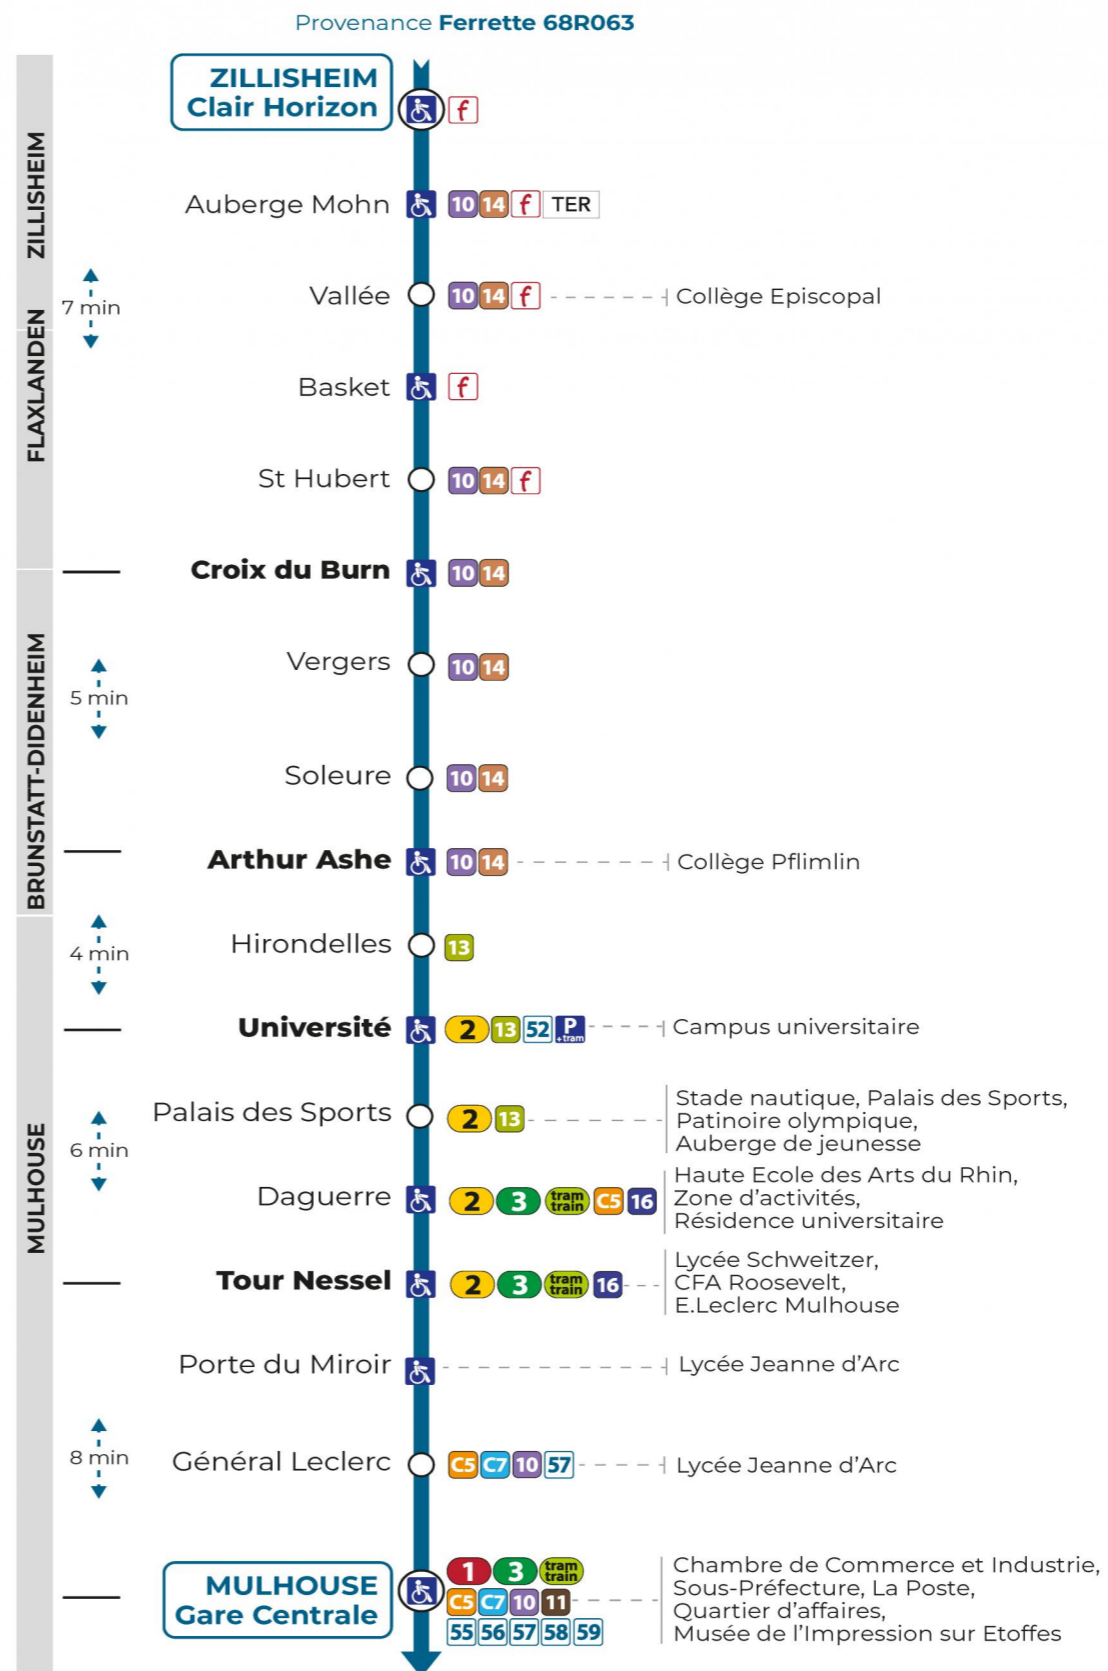 Provenance Ferrette 68R063
ZILLISHEIM
Clair Horizon
f
ZILLISHEIM
Auberge Mohn 10 14 f TER
7 min
Vallée 10 14 f Collège Episcopal
FLAXLANDEN
Basket f
St Hubert 10 14 f
Croix du Burn 10 14
BRUNSTATT-DIDENHEIM
Vergers 10 14
5 min
Soleure 10 14
Arthur Ashe 10 14 Collège Pflimlin
Hirondelles 13
4 min
Université 2 13 52 P +tram Campus universitaire
MULHOUSE
Palais des Sports 2 13
Stade nautique, Palais des Sports,
Patinoire olympique,
Auberge de jeunesse
6 min
Daguerre 2 3 tram train C5 16
Haute Ecole des Arts du Rhin,
Zone d'activités,
Résidence universitaire
Tour Nessel 2 3 tram train 16
Lycée Schweitzer,
CFA Roosevelt,
E.Leclerc Mulhouse
Porte du Miroir Lycée Jeanne d'Arc
8 min
Général Leclerc C5 C7 10 57 Lycée Jeanne d'Arc
MULHOUSE
Gare Centrale
1 3 tram train
C5 C7 10 11
55 56 57 58 59
Chambre de Commerce et Industrie,
Sous-Préfecture, La Poste,
Quartier d'affaires,
Musée de l'Impression sur Etoffes